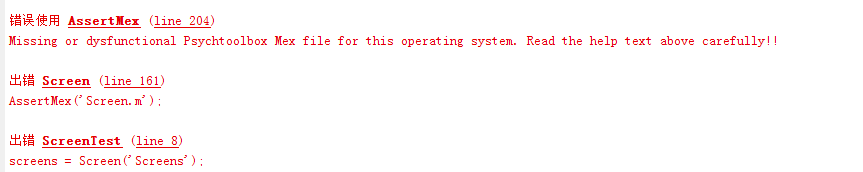 错误使用 AssertMex (line 204)
Missing or dysfunctional Psychtoolbox Mex file for this operating system. Read the help text above carefully!!
出错 Screen (line 161)
AssertMex('Screen.m');
出错 ScreenTest (line 8)
screens = Screen('Screens');